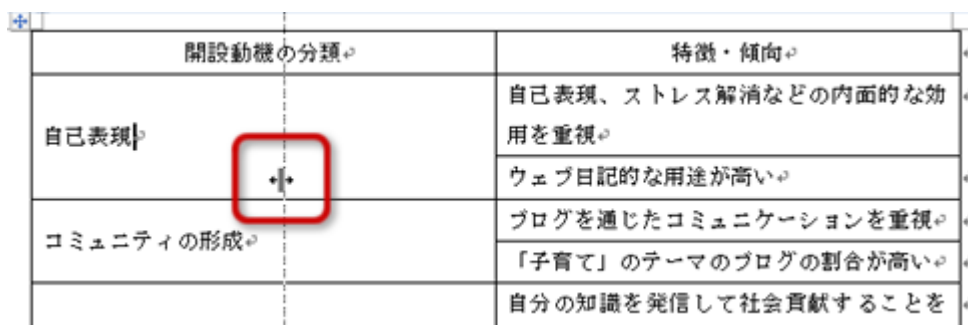 開設動機の分類
特徴・傾向
自己表現
自己表現、ストレス解消などの内面的な効
用を重視
ウェブ日記的な用途が高い
コミュニティの形成
ブログを通じたコミュニケーションを重視
「子育て」のテーマのブログの割合が高い
自分の知識を発信して社会貢献することを